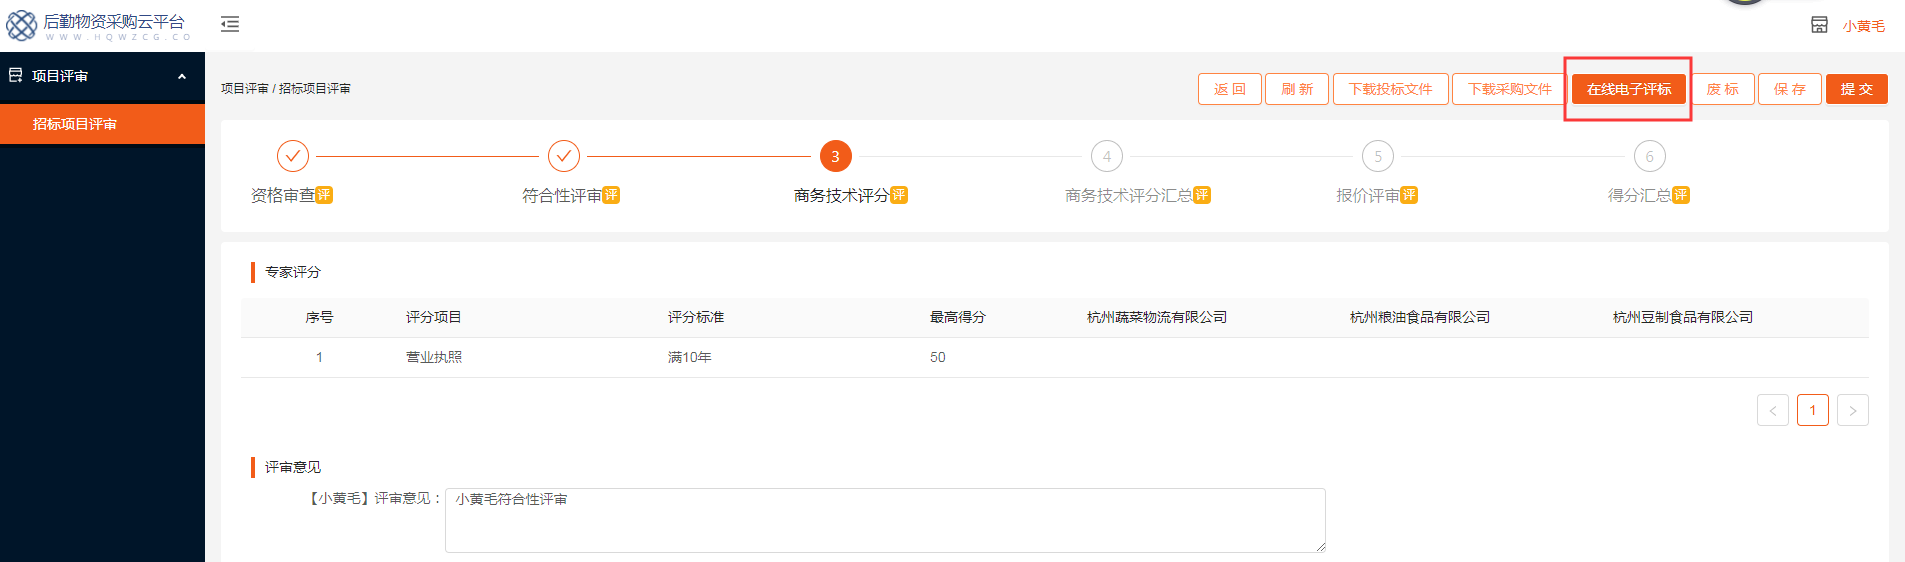 后勤物资采购云平台
WWW.HQWZCG.CO
小黄毛
项目评审
招标项目评审
项目评审 / 招标项目评审
返 回 刷 新 下载投标文件 下载采购文件 在线电子评标 废 标 保 存 提 交
3 4 5 6
资格审查评 符合性评审评 商务技术评分评 商务技术评分汇总评 报价评审评 得分汇总评
专家评分
序号 评分项目 评分标准 最高得分 杭州蔬菜物流有限公司 杭州粮油食品有限公司 杭州豆制食品有限公司
1 营业执照 满10年 50
< 1 >
评审意见
【小黄毛】评审意见： 小黄毛符合性评审